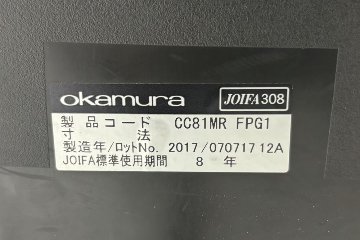 okamura JOIFA308
製品コード CC81MR FPG1
寸法
製造年/ロットNo. 2017/07071712A
JOIFA標準使用期間 8年